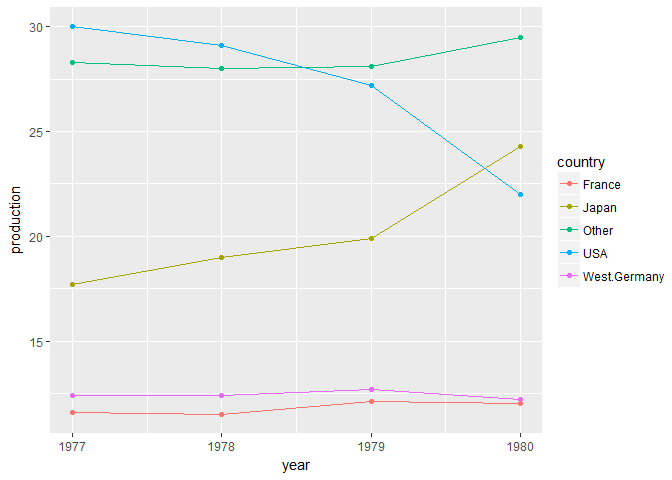 30
25
20
15
production
1977 1978 1979 1980
year
country
France
Japan
Other
USA
West.Germany